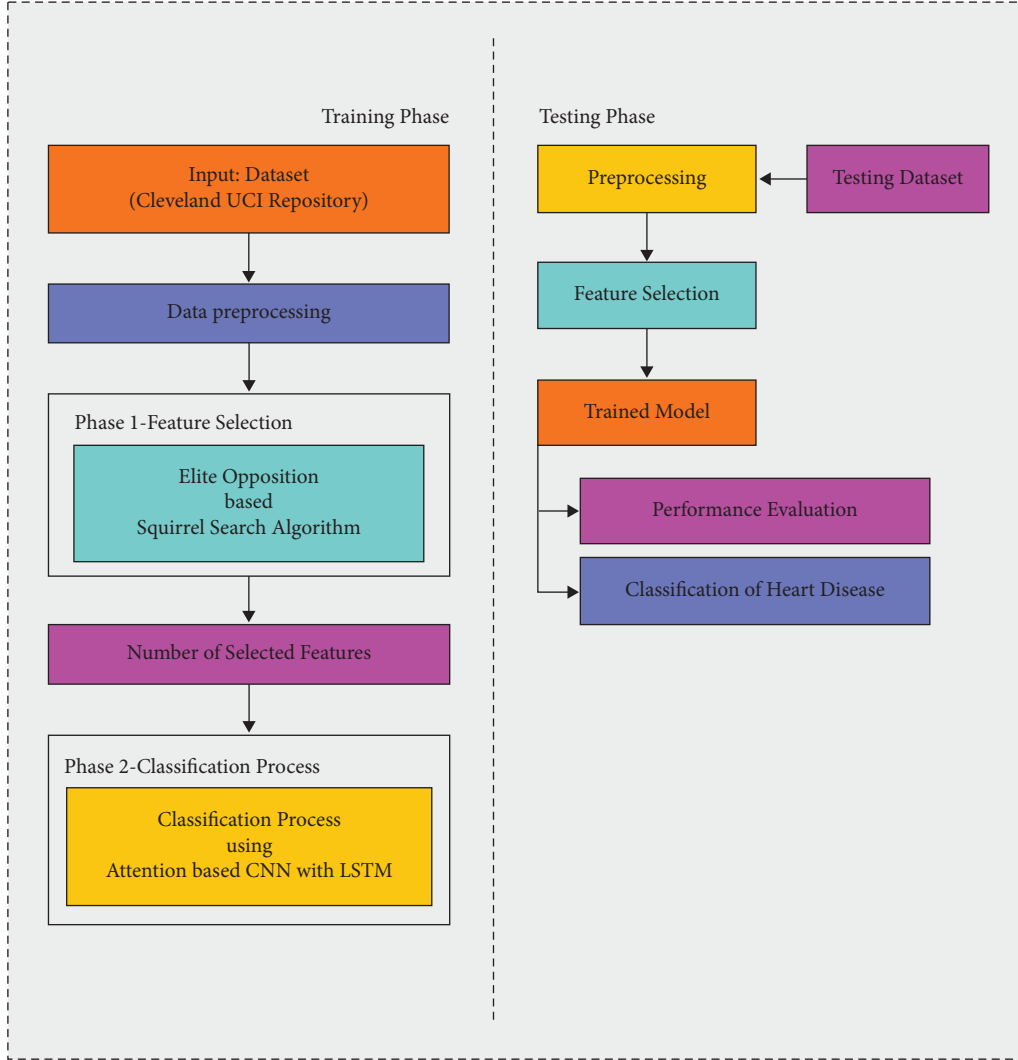 Training Phase
Input: Dataset
(Cleveland UCI Repository)
Data preprocessing
Phase 1-Feature Selection
Elite Opposition
based
Squirrel Search Algorithm
Number of Selected Features
Phase 2-Classification Process
Classification Process
using
Attention based CNN with LSTM
Testing Phase
Preprocessing
Testing Dataset
Feature Selection
Trained Model
Performance Evaluation
Classification of Heart Disease